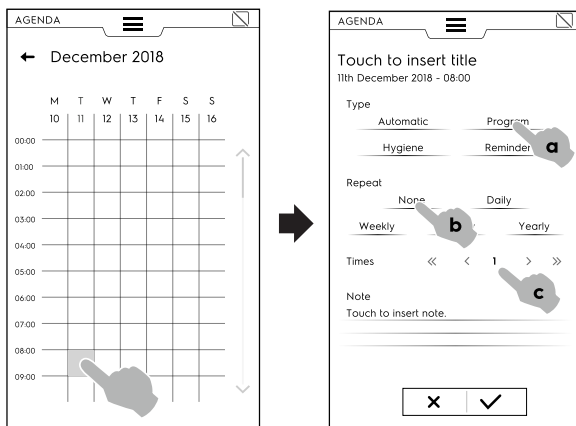 AGENDA
December 2018
M T W T F S S
10 11 12 13 14 15 16
00:00
01:00
02:00
03:00
04:00
05:00
06:00
07:00
08:00
09:00
AGENDA
Touch to insert title
11th December 2018 - 08:00
Type
Automatic Program
Hygiene Reminder
a
Repeat
None Daily
Weekly Yearly
b
Times « < 1 > »
c
Note
Touch to insert note.